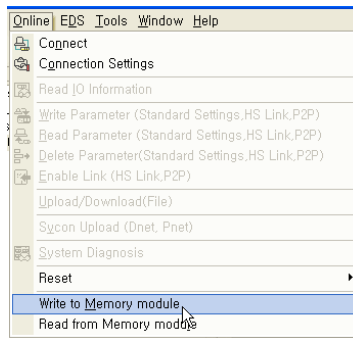 Online EDS Tools Window Help
Connect
Connection Settings
Read IO Information
Write Parameter (Standard Settings,HS Link,P2P)
Read Parameter (Standard Settings,HS Link,P2P)
Delete Parameter(Standard Settings,HS Link,P2P)
Enable Link (HS Link,P2P)
Upload/Download(File)
Sycon Upload (Dnet, Pnet)
System Diagnosis
Reset
Write to Memory module
Read from Memory module